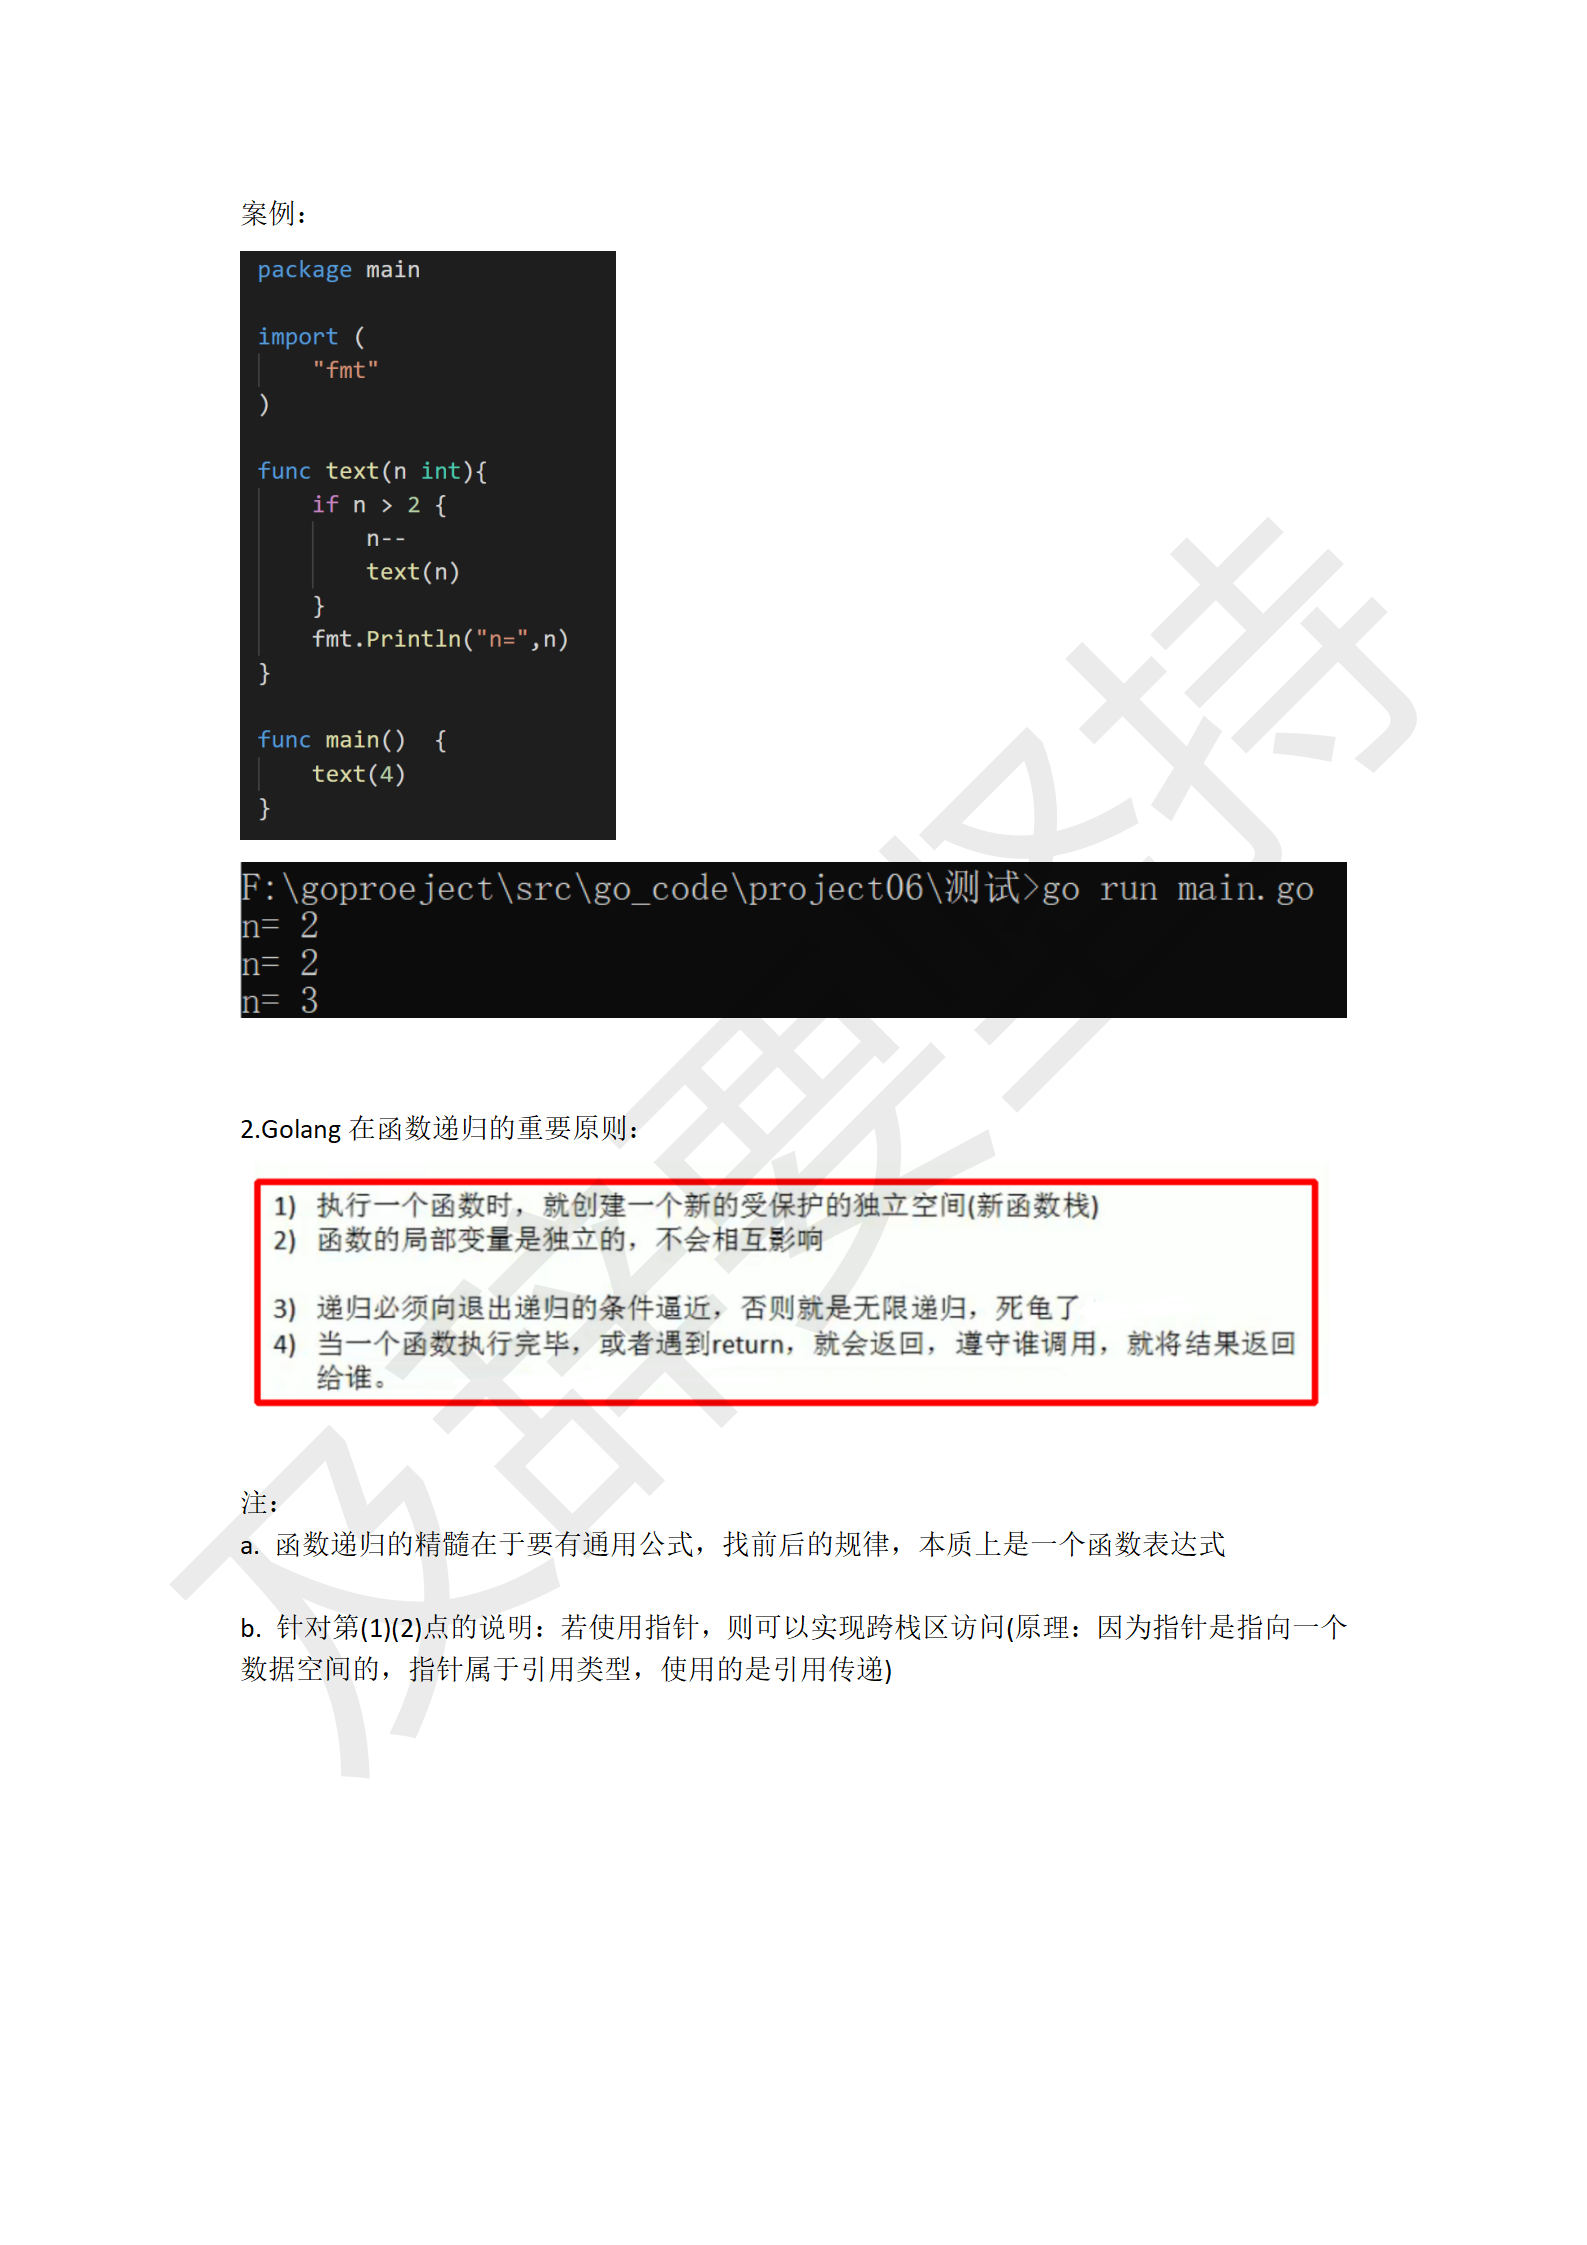 案例：
package main
import (
"fmt"
)
func text(n int){
if n > 2 {
n--
text(n)
}
fmt.Println("n=",n)
}
func main()  {
text(4)
}
F:\goproeject\src\go_code\project06\测试>go run main.go
n= 2
n= 2
n= 3
2.Golang 在函数递归的重要原则：
1) 执行一个函数时，就创建一个新的受保护的独立空间(新函数栈)
2) 函数的局部变量是独立的，不会相互影响
3) 递归必须向退出递归的条件逼近，否则就是无限递归，死龟了
4) 当一个函数执行完毕，或者遇到return，就会返回，遵守谁调用，就将结果返回
给谁。
注：
a. 函数递归的精髓在于要有通用公式，找前后的规律，本质上是一个函数表达式
b. 针对第(1)(2)点的说明：若使用指针，则可以实现跨栈区访问(原理：因为指针是指向一个
数据空间的，指针属于引用类型，使用的是引用传递)
及辞要坚持